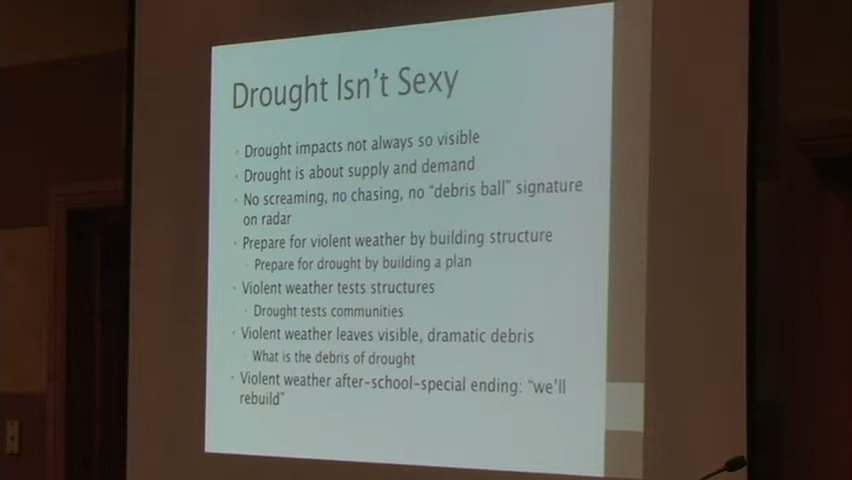 Drought Isn't Sexy
Drought impacts not always so visible
Drought is about supply and demand
No screaming, no chasing, no "debris ball" signature
on radar
Prepare for violent weather by building structure
Prepare for drought by building a plan
Violent weather tests structures
Drought tests communities
Violent weather leaves visible, dramatic debris
What is the debris of drought
Violent weather after-school-special ending: "we'll
rebuild"